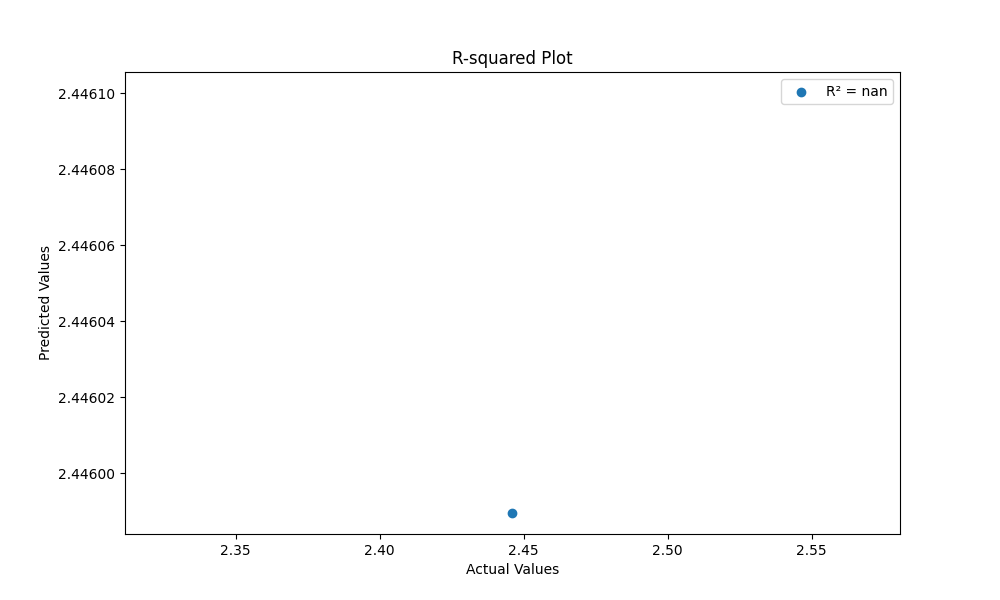 R-squared Plot
R² = nan
2.44610
2.44608
2.44606
2.44604
2.44602
2.44600
Predicted Values
2.35
2.40
2.45
2.50
2.55
Actual Values